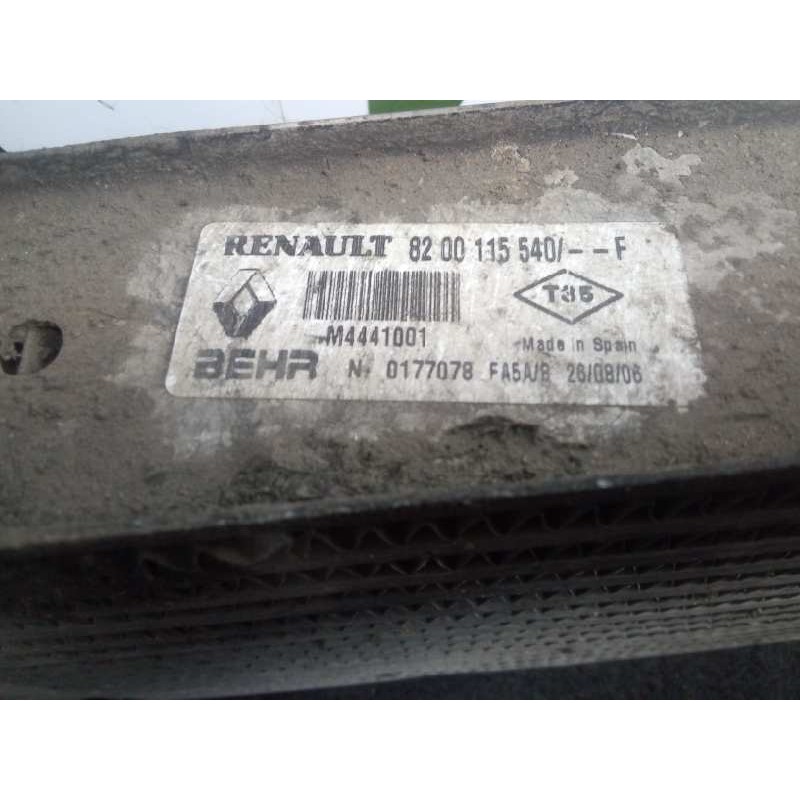 RENAULT 82 00 115 540/--F
T35
M4441001
Made in Spain
BEHR N. 0177078 FA5A/B 26/08/06